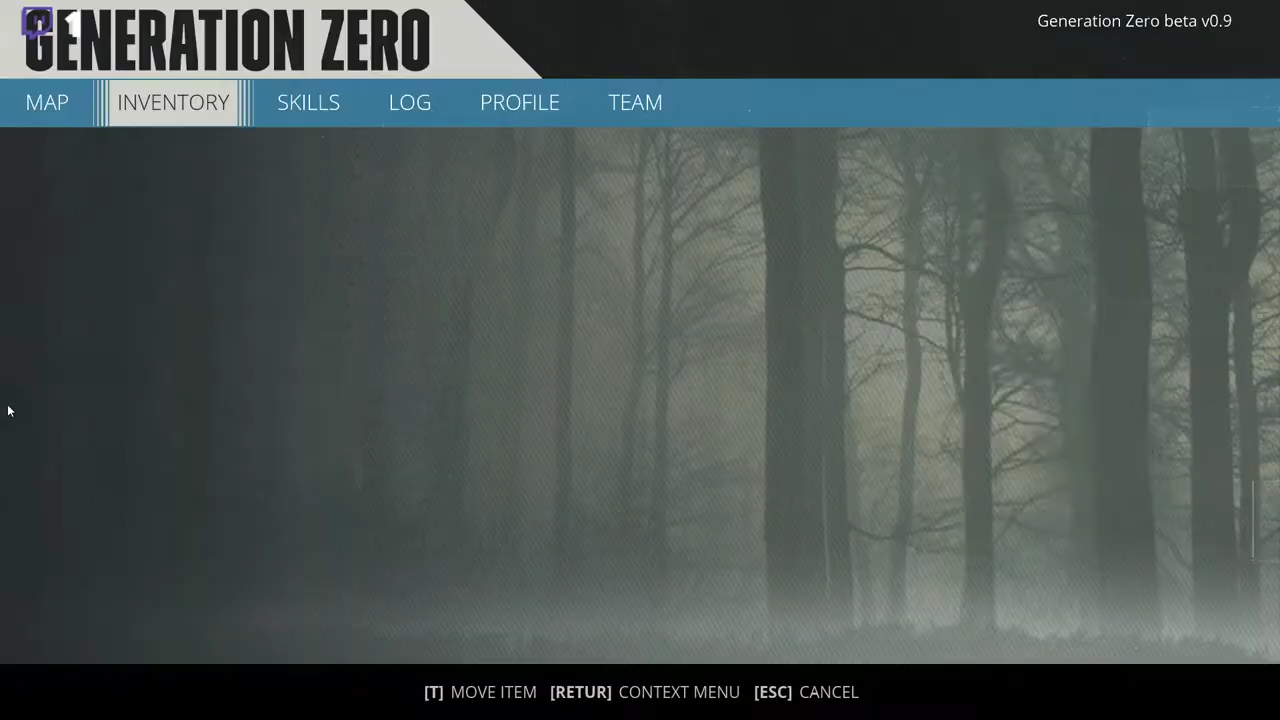 GENERATION ZERO
Generation Zero beta v0.9
MAP INVENTORY SKILLS LOG PROFILE TEAM
[T] MOVE ITEM [RETUR] CONTEXT MENU [ESC] CANCEL